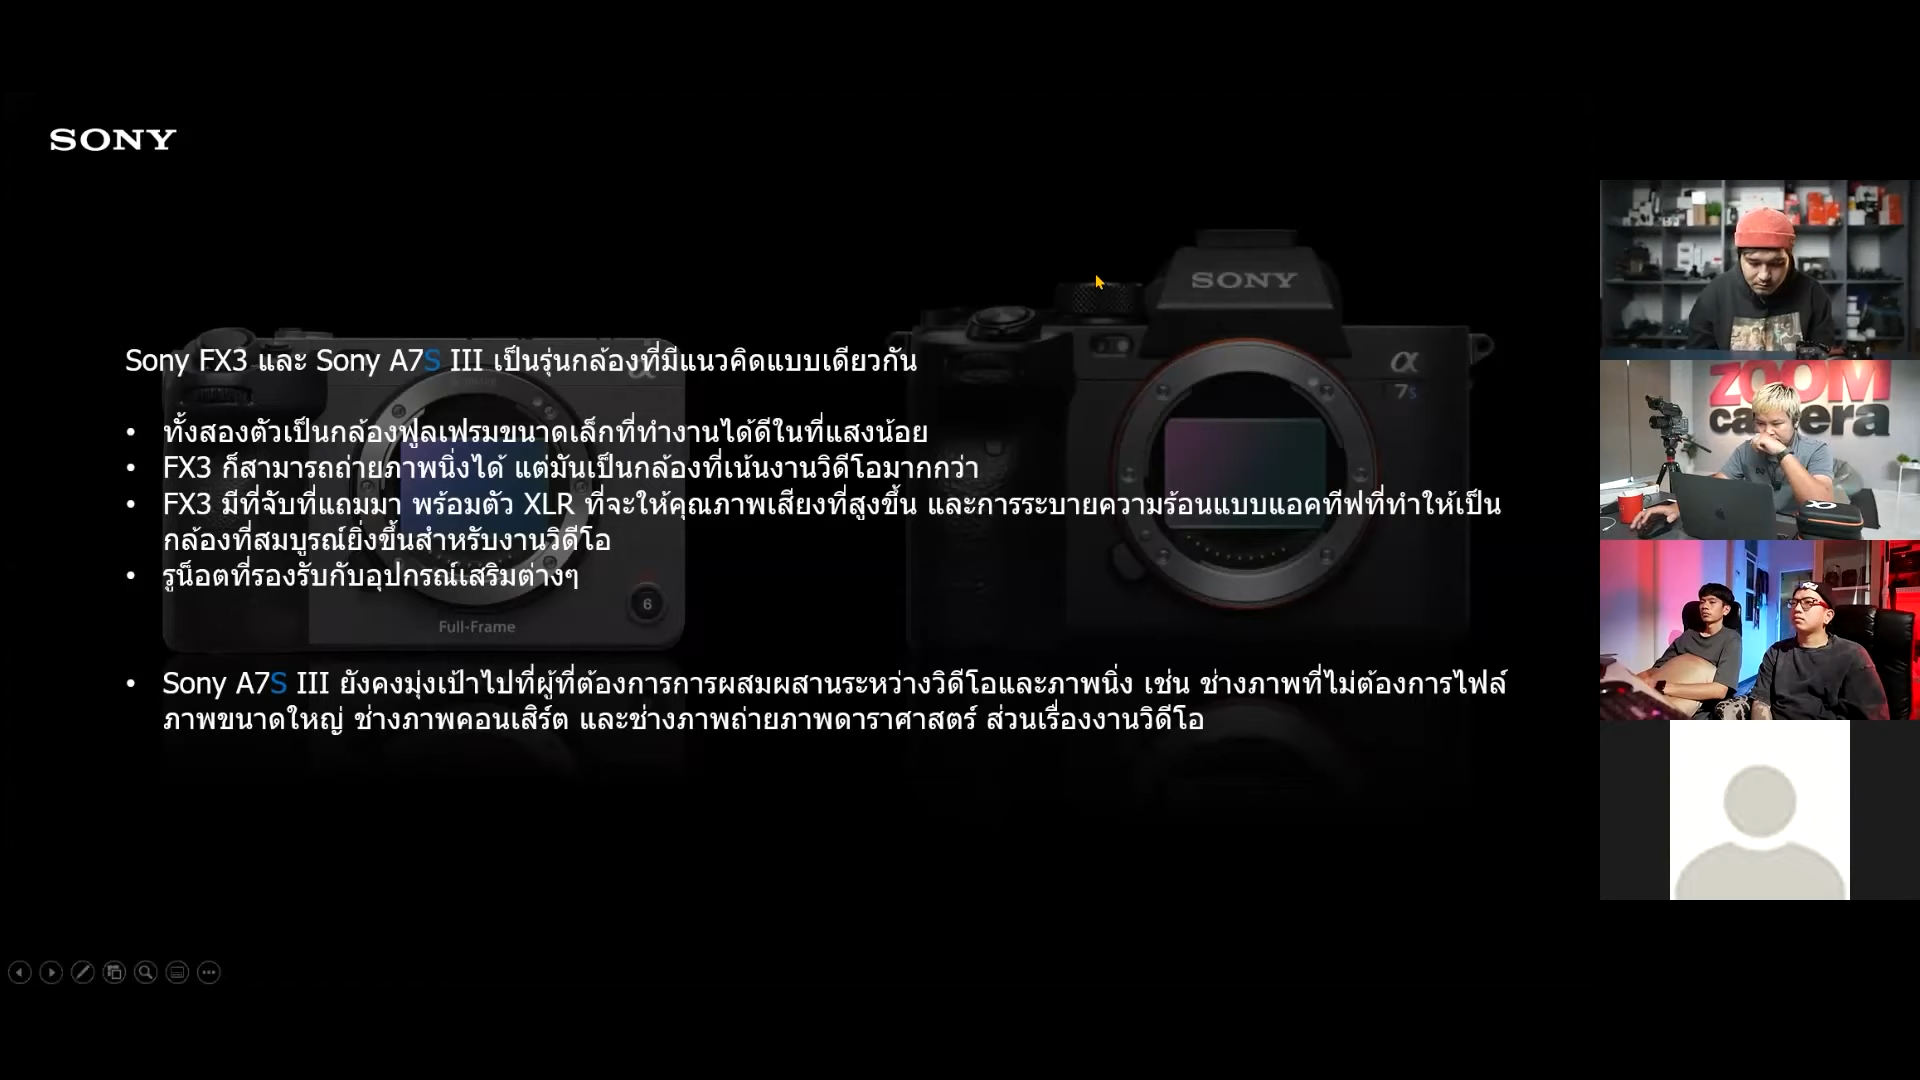 SONY
SONY
α
7s
Sony FX3 และ Sony A7S III เป็นรุ่นกล้องที่มีแนวคิดแบบเดียวกัน
• ทั้งสองตัวเป็นกล้องฟูลเฟรมขนาดเล็กที่ทำงานได้ดีในที่แสงน้อย
• FX3 ก็สามารถถ่ายภาพนิ่งได้ แต่มันเป็นกล้องที่เน้นงานวิดีโอมากกว่า
• FX3 มีที่จับที่แถมมา พร้อมตัว XLR ที่จะให้คุณภาพเสียงที่สูงขึ้น และการระบายความร้อนแบบแอคทีฟที่ทำให้เป็น
กล้องที่สมบูรณ์ยิ่งขึ้นสำหรับงานวิดีโอ
• รูน็อตที่รองรับกับอุปกรณ์เสริมต่างๆ
6
Full-Frame
• Sony A7S III ยังคงมุ่งเป้าไปที่ผู้ที่ต้องการการผสมผสานระหว่างวิดีโอและภาพนิ่ง เช่น ช่างภาพที่ไม่ต้องการไฟล์
ภาพขนาดใหญ่ ช่างภาพคอนเสิร์ต และช่างภาพถ่ายภาพดาราศาสตร์ ส่วนเรื่องงานวิดีโอ
ZOOM
camera